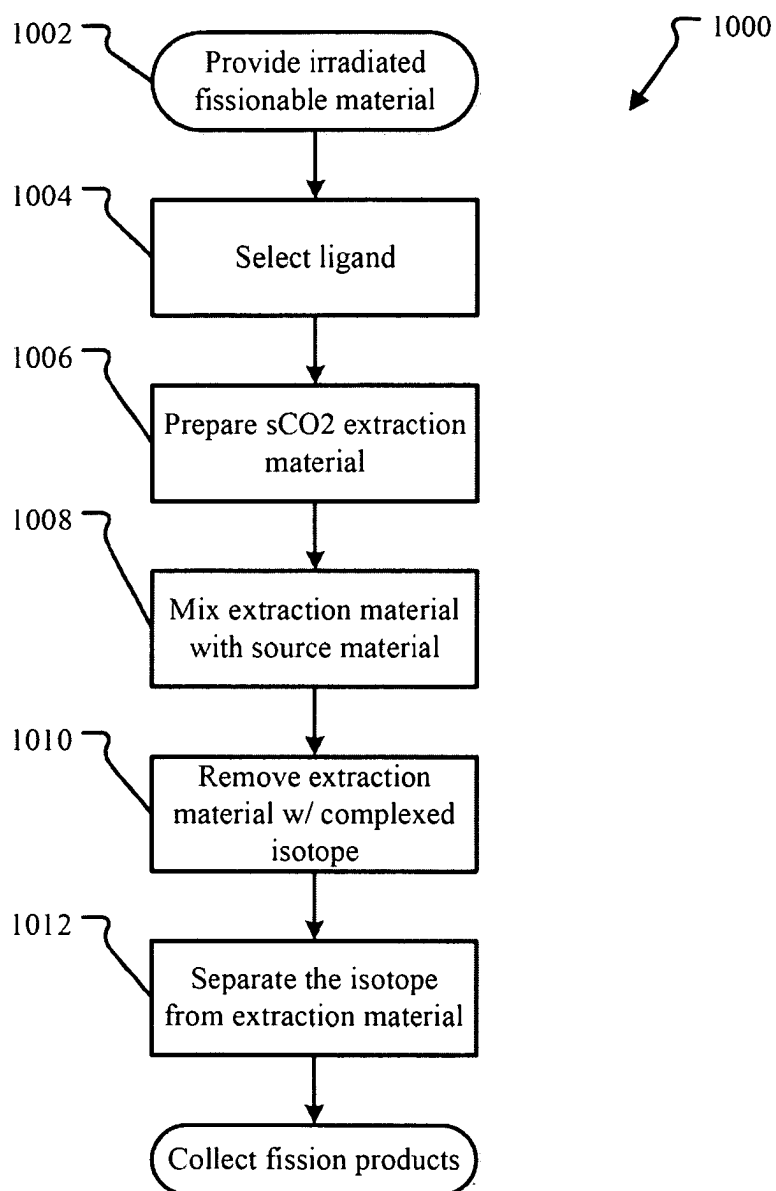 1000
1002
Provide irradiated
fissionable material
1004
Select ligand
1006
Prepare sCO2 extraction
material
1008
Mix extraction material
with source material
1010
Remove extraction
material w/ complexed
isotope
1012
Separate the isotope
from extraction material
Collect fission products